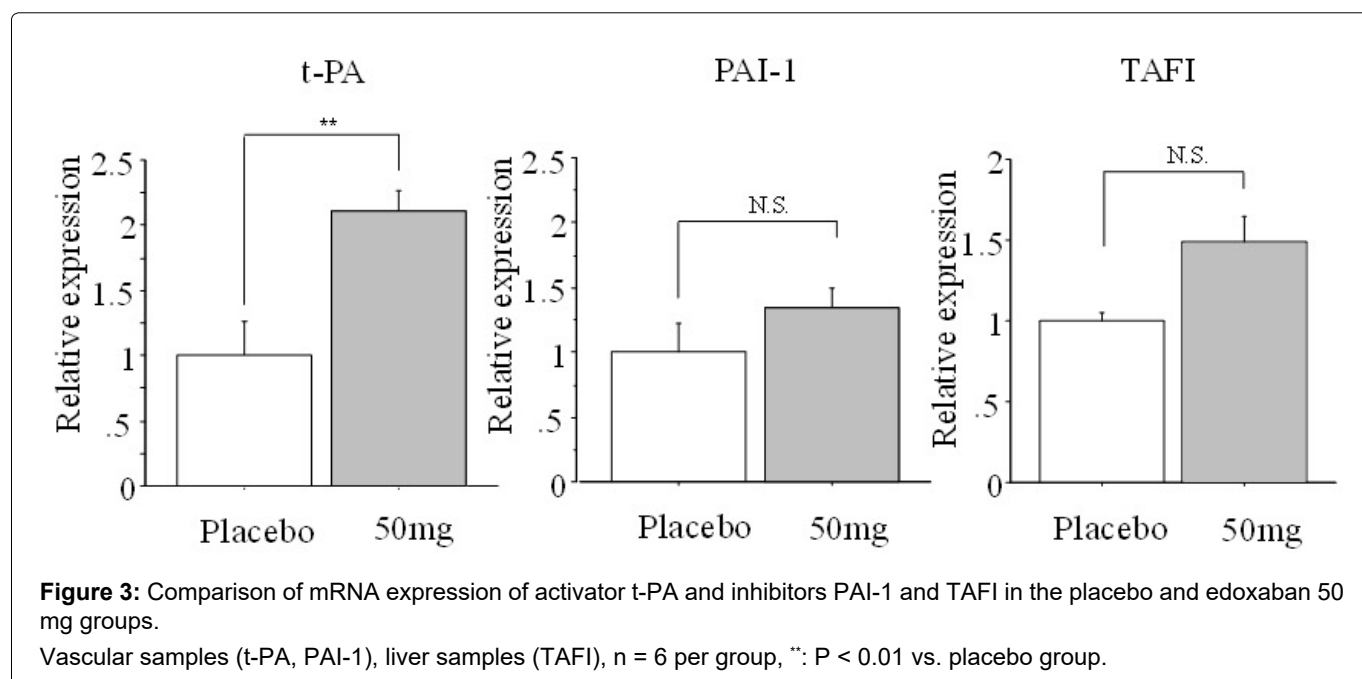 t-PA
**
Relative expression
2.5
2
1.5
1
.5
0
Placebo 50mg
PAI-1
N.S.
Relative expression
2.5
2
1.5
1
.5
0
Placebo 50mg
TAFI
N.S.
Relative expression
2
1.5
1
.5
0
Placebo 50mg
Figure 3: Comparison of mRNA expression of activator t-PA and inhibitors PAI-1 and TAFI in the placebo and edoxaban 50
mg groups.
Vascular samples (t-PA, PAI-1), liver samples (TAFI), n = 6 per group, **: P < 0.01 vs. placebo group.